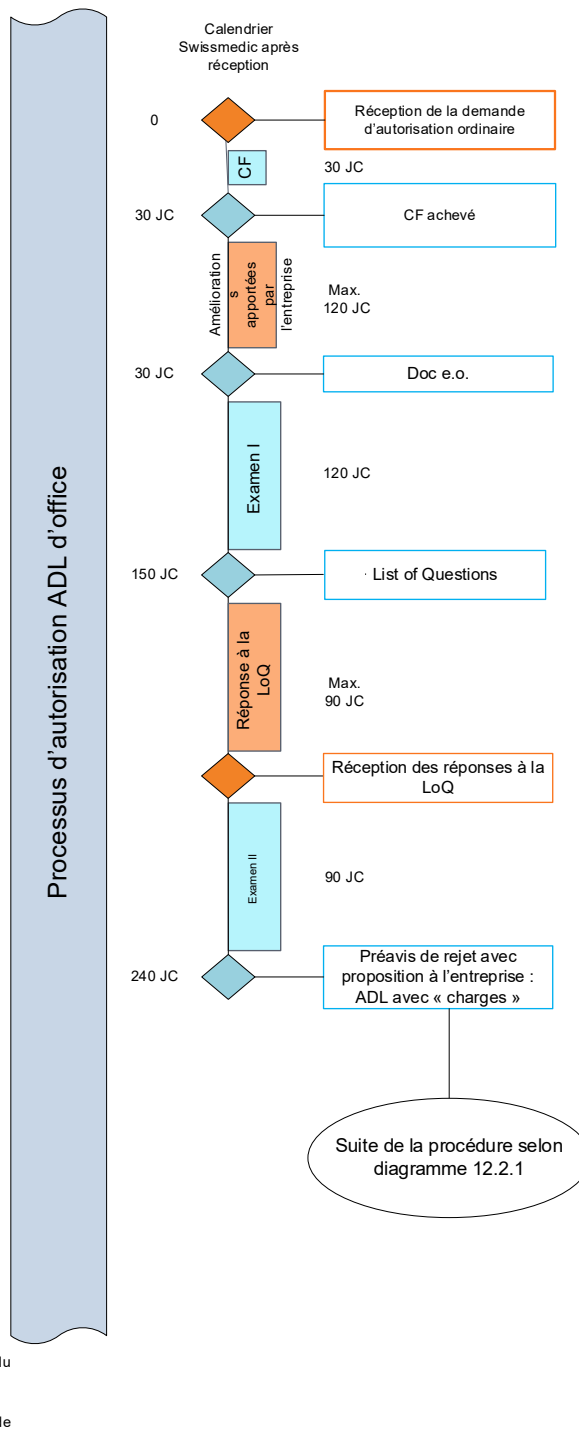 Calendrier
Swissmedic après
réception
0
Réception de la demande
d'autorisation ordinaire
CF
30 JC
30 JC
CF achevé
Amélioration
s
apportées
par
l'entreprise
Max.
120 JC
30 JC
Doc e.o.
Examen I
120 JC
150 JC
· List of Questions
Réponse à la
LoQ
Max.
90 JC
Réception des réponses à la
LoQ
Examen II
90 JC
240 JC
Préavis de rejet avec
proposition à l'entreprise :
ADL avec « charges »
Suite de la procédure selon
diagramme 12.2.1
Processus d'autorisation ADL d'office
lu
le